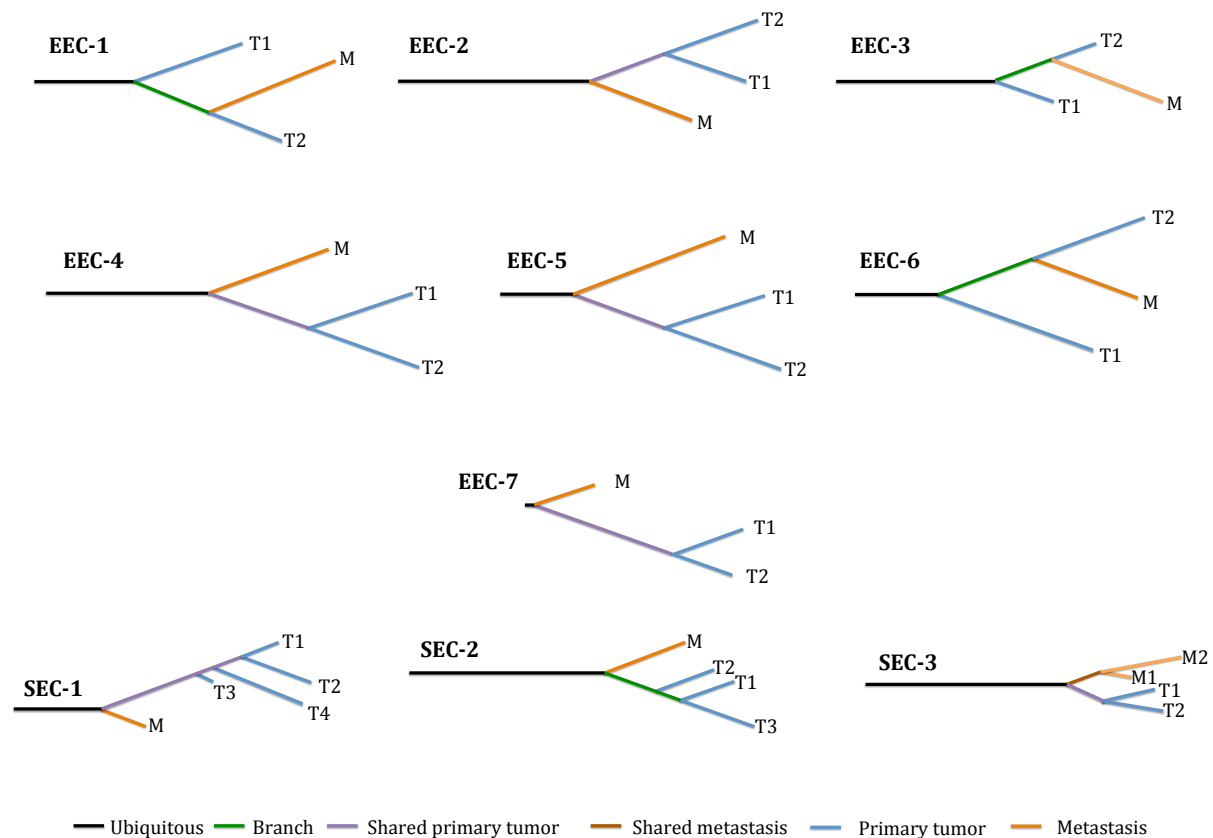 EEC-1
T1
M
T2
EEC-2
T2
T1
M
EEC-3
T2
T1
M
EEC-4
M
T1
T2
EEC-5
M
T1
T2
EEC-6
T2
M
T1
EEC-7
M
T1
T2
SEC-1
T1
T2
T3
T4
M
SEC-2
M
T2
T1
T3
SEC-3
M2
M1
T1
T2
Ubiquitous
Branch
Shared primary tumor
Shared metastasis
Primary tumor
Metastasis